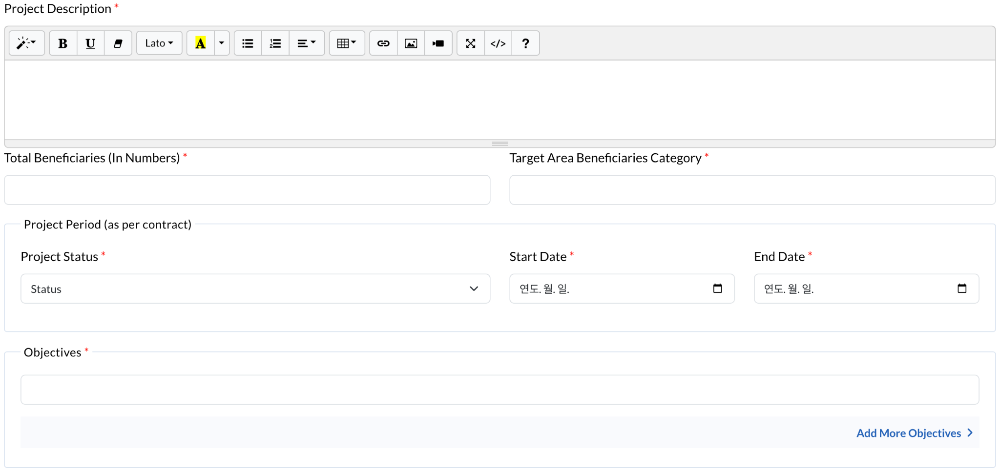 Project Description *
B U Lato A </> ?
Total Beneficiaries (In Numbers) * Target Area Beneficiaries Category *
Project Period (as per contract)
Project Status * Start Date * End Date *
Status 연도. 월. 일. 연도. 월. 일.
Objectives *
Add More Objectives